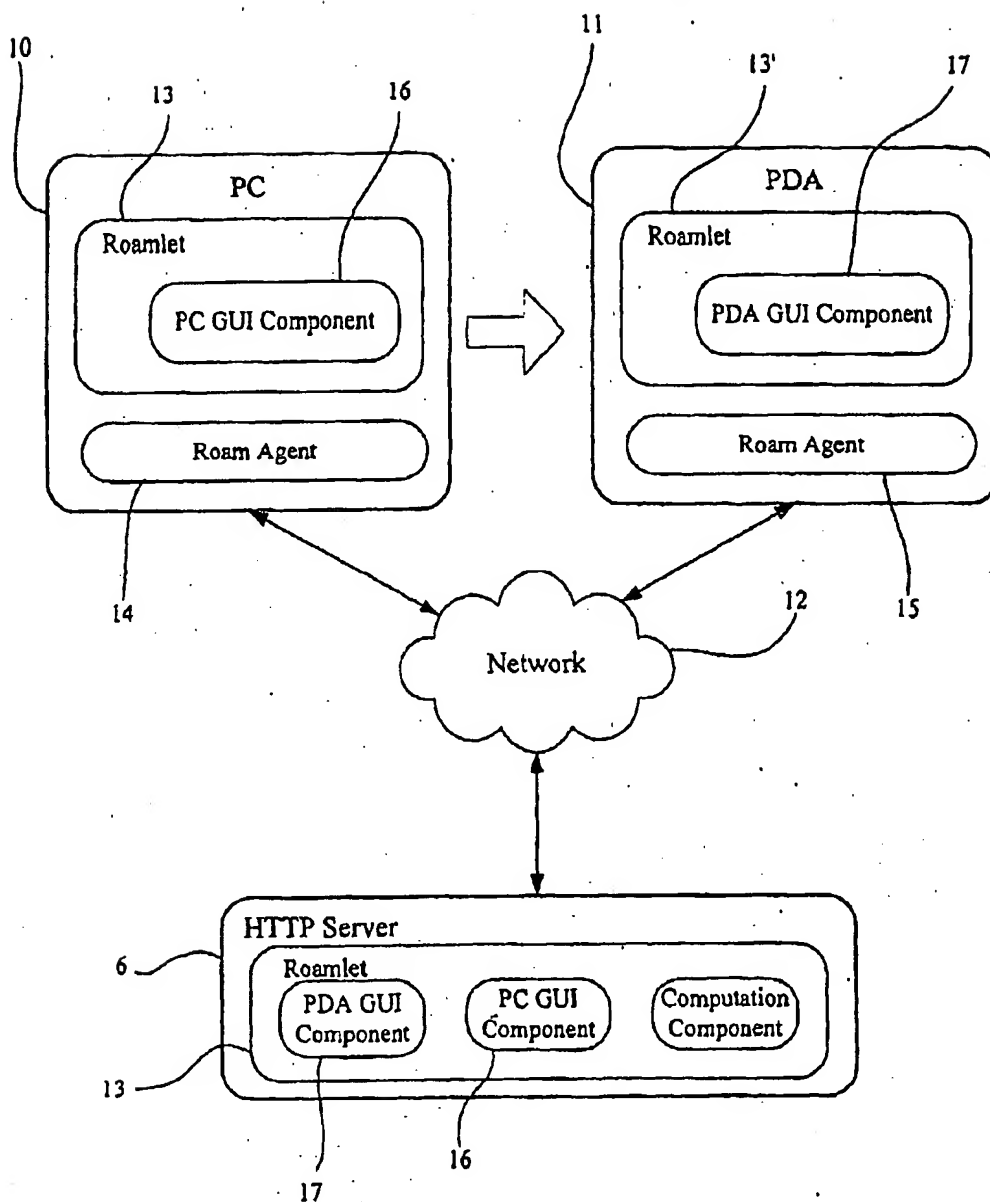 10
13
16
11
13'
17
PC
Roamlet
PC GUI Component
Roam Agent
PDA
Roamlet
PDA GUI Component
Roam Agent
14
15
12
Network
HTTP Server
6
Roamlet
PDA GUI
Component
PC GUI
Component
Computation
Component
13
17
16